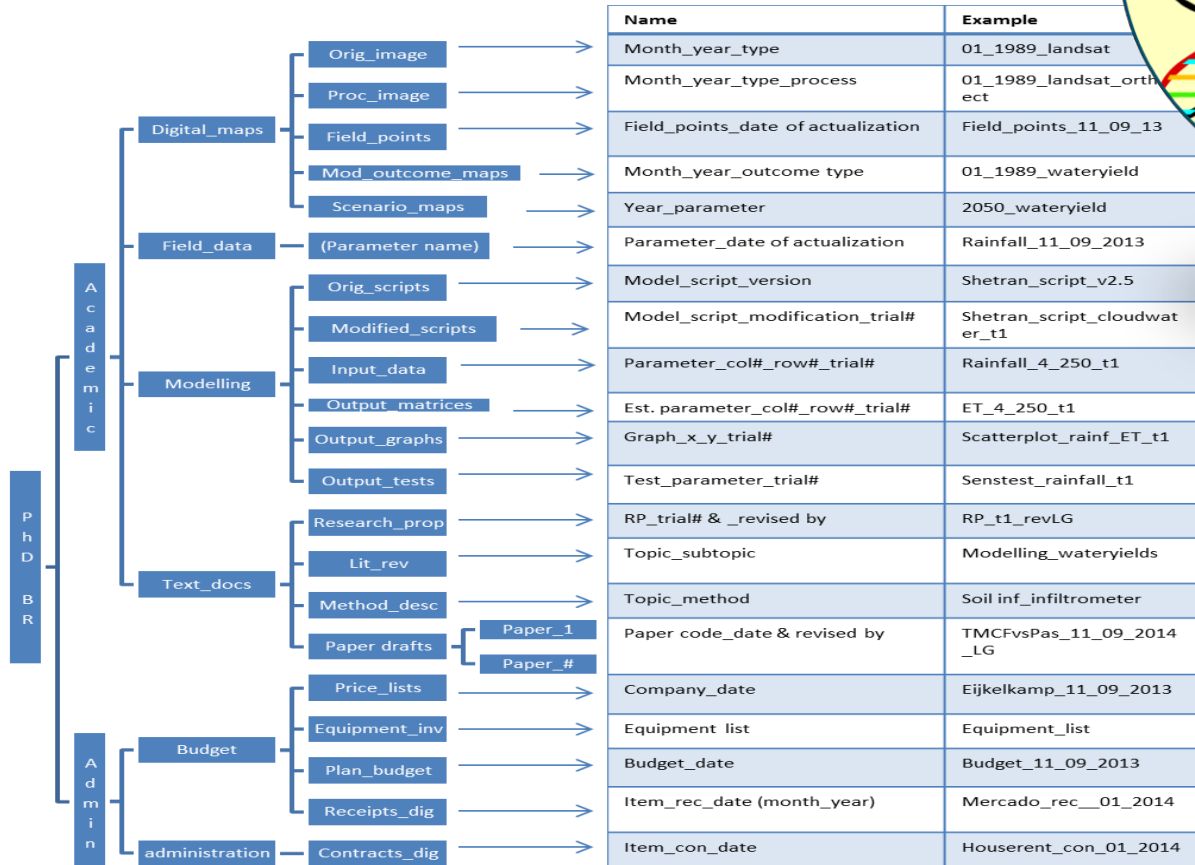 Name Example
Orig_image Month_year_type 01_1989_landsat
Proc_image Month_year_type_process 01_1989_landsat_orth
ect
Digital_maps
Field_points Field_points_date of actualization Field_points_11_09_13
Mod_outcome_maps Month_year_outcome type 01_1989_wateryield
Scenario_maps Year_parameter 2050_wateryield
Field_data (Parameter name) Parameter_date of actualization Rainfall_11_09_2013
Academic
Orig_scripts Model_script_version Shetran_script_v2.5
Modified_scripts Model_script_modification_trial# Shetran_script_cloudwat
er_t1
Input_data Parameter_col#_row#_trial# Rainfall_4_250_t1
Modelling
Output_matrices Est. parameter_col#_row#_trial# ET_4_250_t1
Output_graphs Graph_x_y_trial# Scatterplot_rainf_ET_t1
Output_tests Test_parameter_trial# Senstest_rainfall_t1
PhD BR
Research_prop RP_trial# & _revised by RP_t1_revLG
Lit_rev Topic_subtopic Modelling_wateryields
Text_docs
Method_desc Topic_method Soil inf_infiltrometer
Paper drafts Paper_1 Paper code_date & revised by TMCFvsPas_11_09_2014
Paper_# _LG
Price_lists Company_date Eijkelkamp_11_09_2013
Equipment_inv Equipment list Equipment_list
Budget
Admin
Plan_budget Budget_date Budget_11_09_2013
Receipts_dig Item_rec_date (month_year) Mercado_rec__01_2014
administration Contracts_dig Item_con_date Houserent_con_01_2014